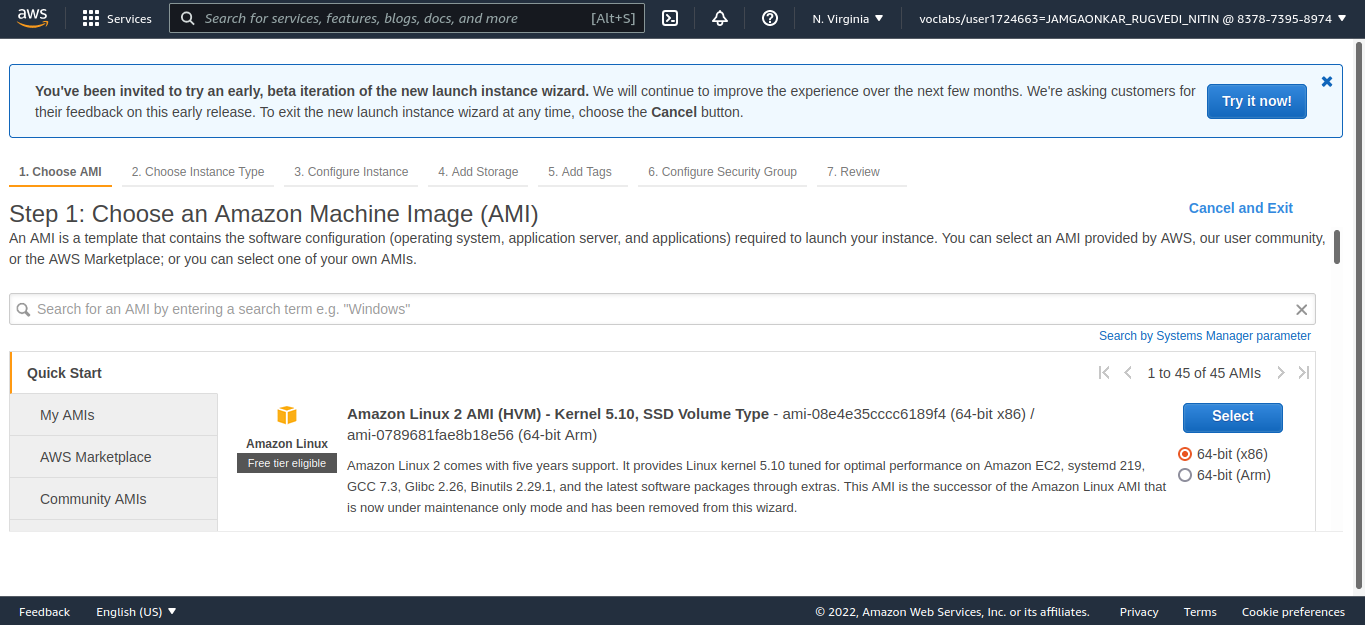 aws Services Search for services, features, blogs, docs, and more [Alt+S] N. Virginia voclabs/user1724663=JAMGAONKAR_RUGVEDI_NITIN @ 8378-7395-8974
You've been invited to try an early, beta iteration of the new launch instance wizard. We will continue to improve the experience over the next few months. We're asking customers for
their feedback on this early release. To exit the new launch instance wizard at any time, choose the Cancel button.
Try it now!
1. Choose AMI 2. Choose Instance Type 3. Configure Instance 4. Add Storage 5. Add Tags 6. Configure Security Group 7. Review
Step 1: Choose an Amazon Machine Image (AMI)
Cancel and Exit
An AMI is a template that contains the software configuration (operating system, application server, and applications) required to launch your instance. You can select an AMI provided by AWS, our user community,
or the AWS Marketplace; or you can select one of your own AMIs.
Search for an AMI by entering a search term e.g. "Windows"
Search by Systems Manager parameter
Quick Start
1 to 45 of 45 AMIs
My AMIs
AWS Marketplace
Community AMIs
Amazon Linux
Free tier eligible
Amazon Linux 2 AMI (HVM) - Kernel 5.10, SSD Volume Type - ami-08e4e35cccc6189f4 (64-bit x86) /
ami-0789681fae8b18e56 (64-bit Arm)
Amazon Linux 2 comes with five years support. It provides Linux kernel 5.10 tuned for optimal performance on Amazon EC2, systemd 219,
GCC 7.3, Glibc 2.26, Binutils 2.29.1, and the latest software packages through extras. This AMI is the successor of the Amazon Linux AMI that
is now under maintenance only mode and has been removed from this wizard.
Select
64-bit (x86)
64-bit (Arm)
Feedback English (US) © 2022, Amazon Web Services, Inc. or its affiliates. Privacy Terms Cookie preferences